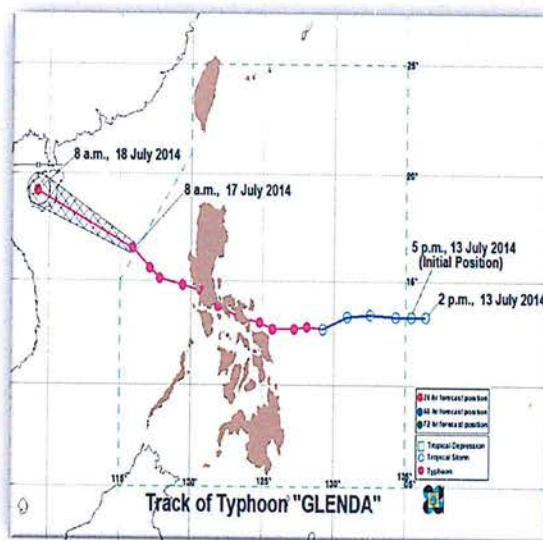 25°
8 a.m., 18 July 2014
20°
8 a.m., 17 July 2014
5 p.m., 13 July 2014
(Initial Position)
15°
2 p.m., 13 July 2014
24 hr forecast position
48 hr forecast position
72 hr forecast position
Tropical Depression
Tropical Storm
Typhoon
115°
120°
125°
130°
Track of Typhoon "GLENDA"